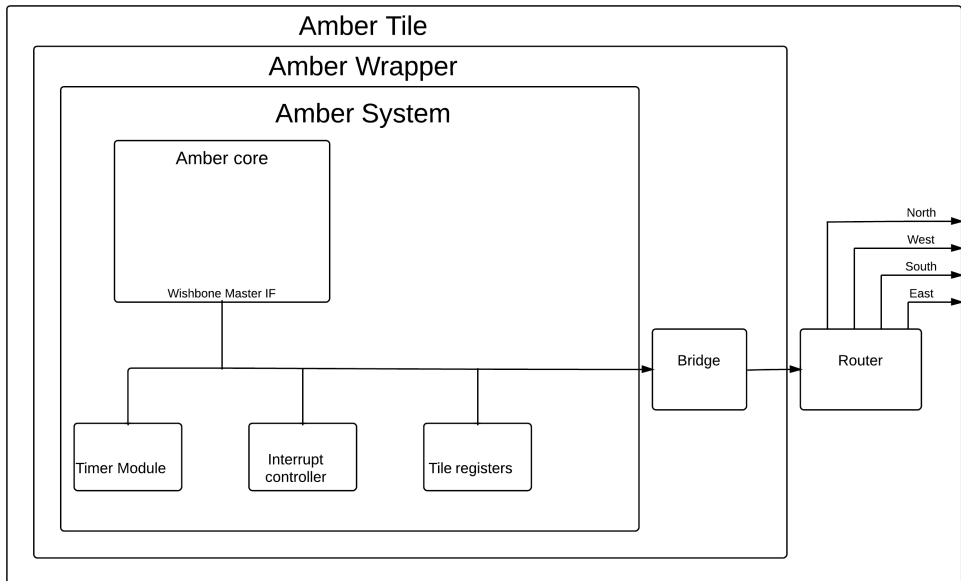 Amber Tile
Amber Wrapper
Amber System
Amber core
Wishbone Master IF
North
West
South
East
Bridge
Router
Timer Module
Interrupt
controller
Tile registers